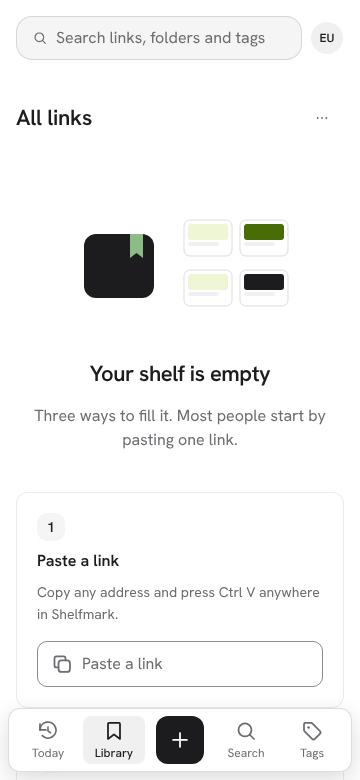 Search links, folders and tags
EU
All links
Your shelf is empty
Three ways to fill it. Most people start by
pasting one link.
1
Paste a link
Copy any address and press Ctrl V anywhere
in Shelfmark.
Paste a link
Today
Library
Search
Tags